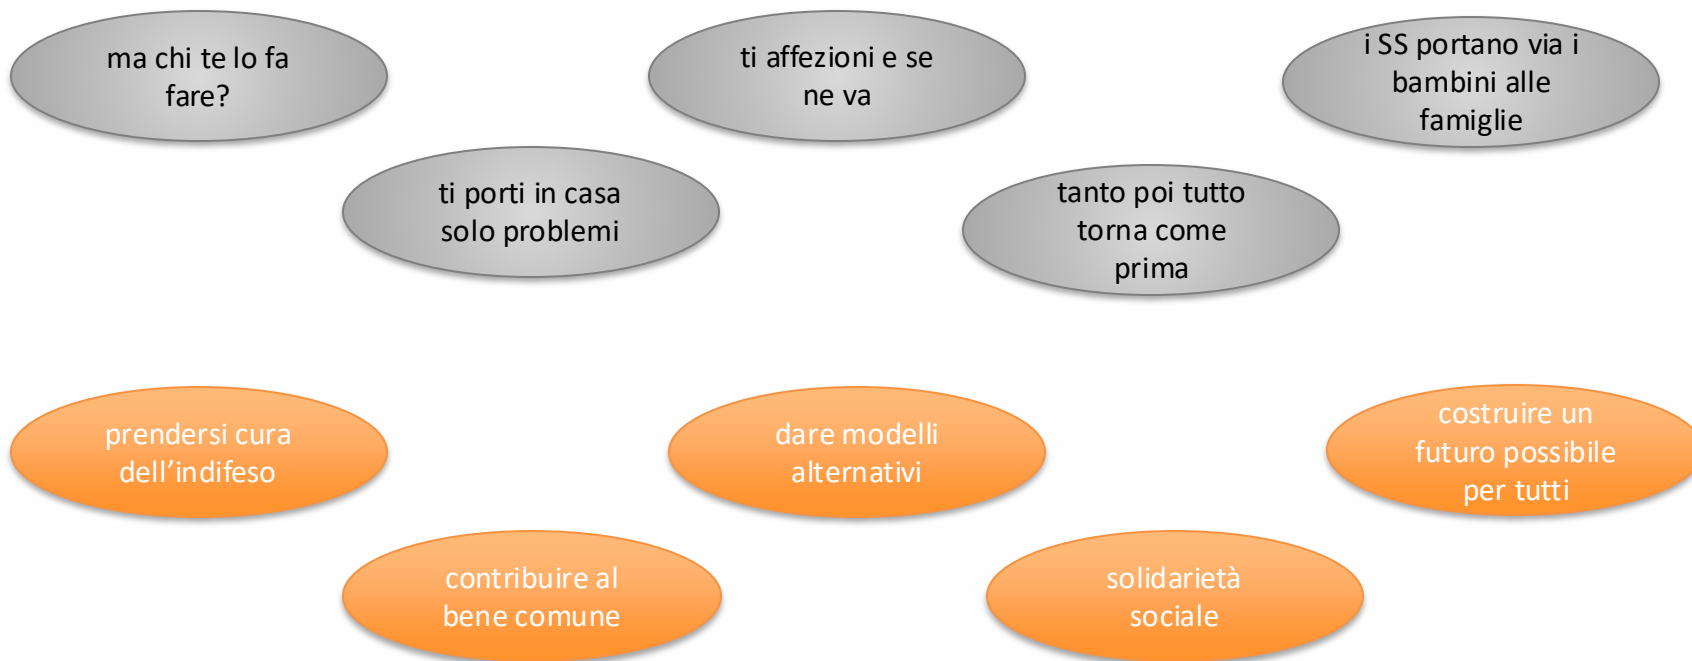 ma chi te lo fa
fare?
ti affezioni e se
ne va
i SS portano via i
bambini alle
famiglie
ti porti in casa
solo problemi
tanto poi tutto
torna come
prima
prendersi cura
dell’indifeso
dare modelli
alternativi
costruire un
futuro possibile
per tutti
contribuire al
bene comune
solidarietà
sociale